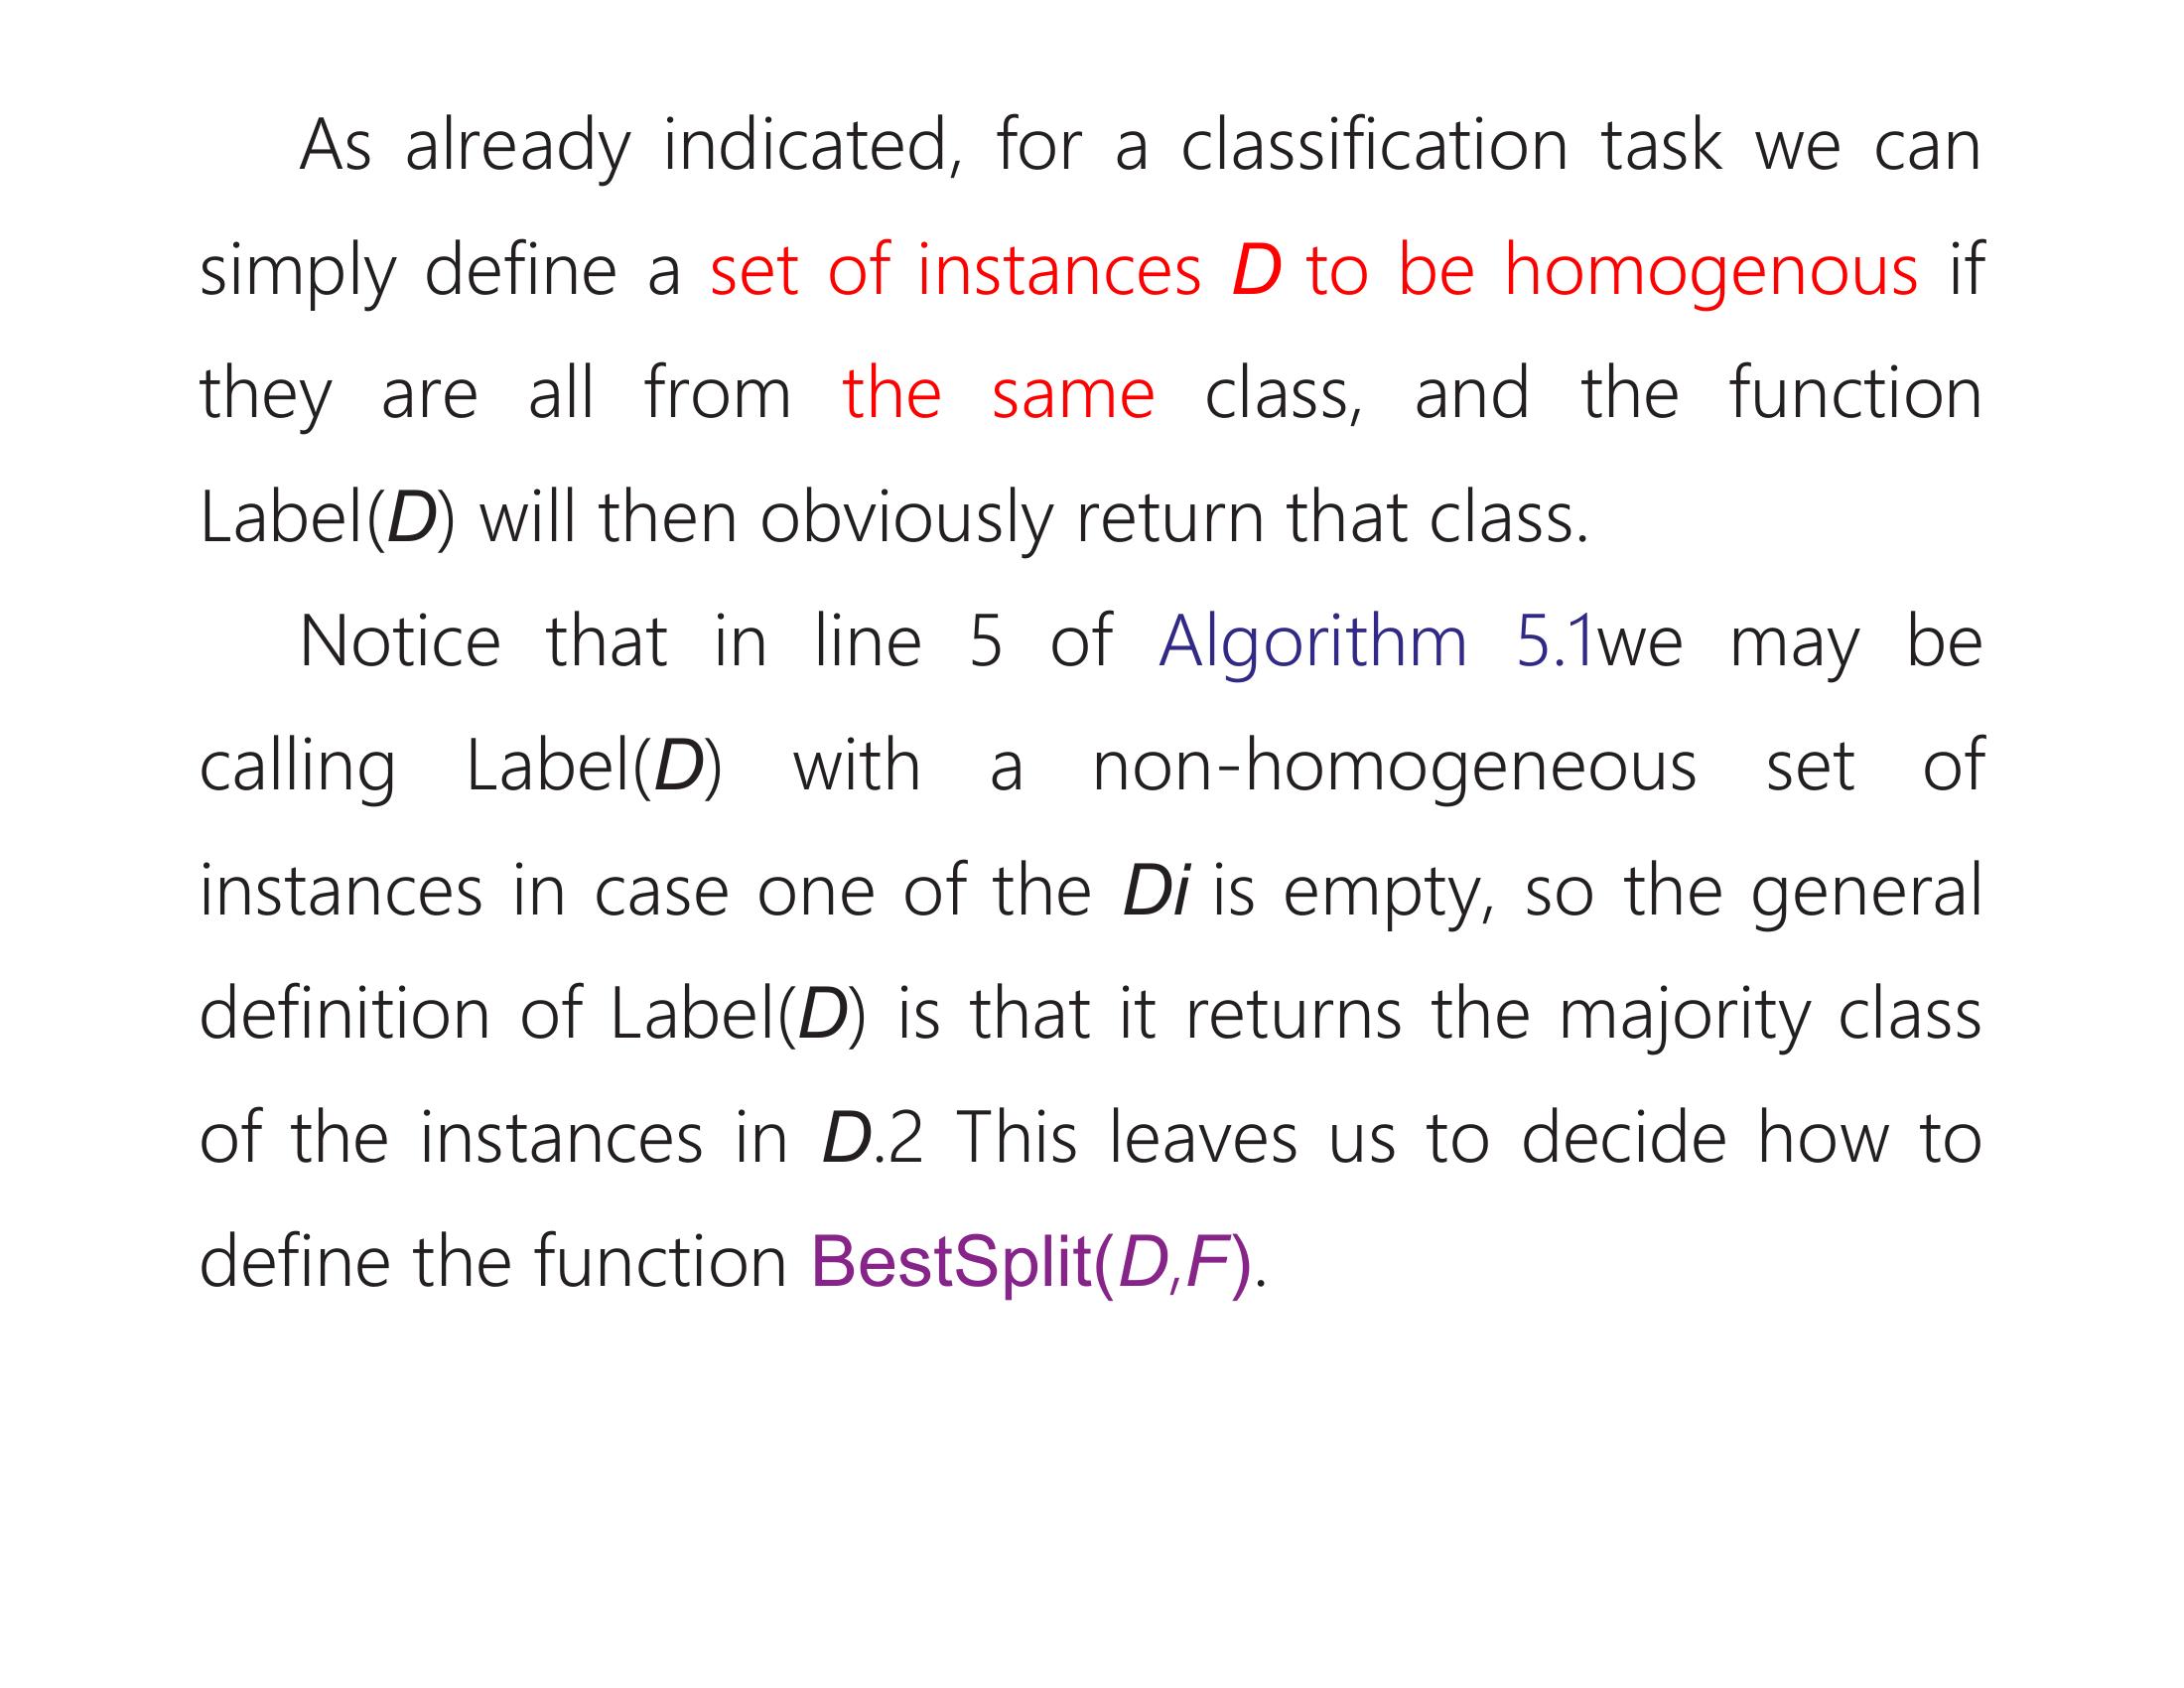 As already indicated, for a classification task we can
simply define a set of instances D to be homogenous if
they are all from the same class, and the function
Label(D) will then obviously return that class.
Notice that in line 5 of Algorithm 5.1we may be
calling Label(D) with a non-homogeneous set of
instances in case one of the Di is empty, so the general
definition of Label(D) is that it returns the majority class
of the instances in D.2 This leaves us to decide how to
define the function BestSplit(D,F).